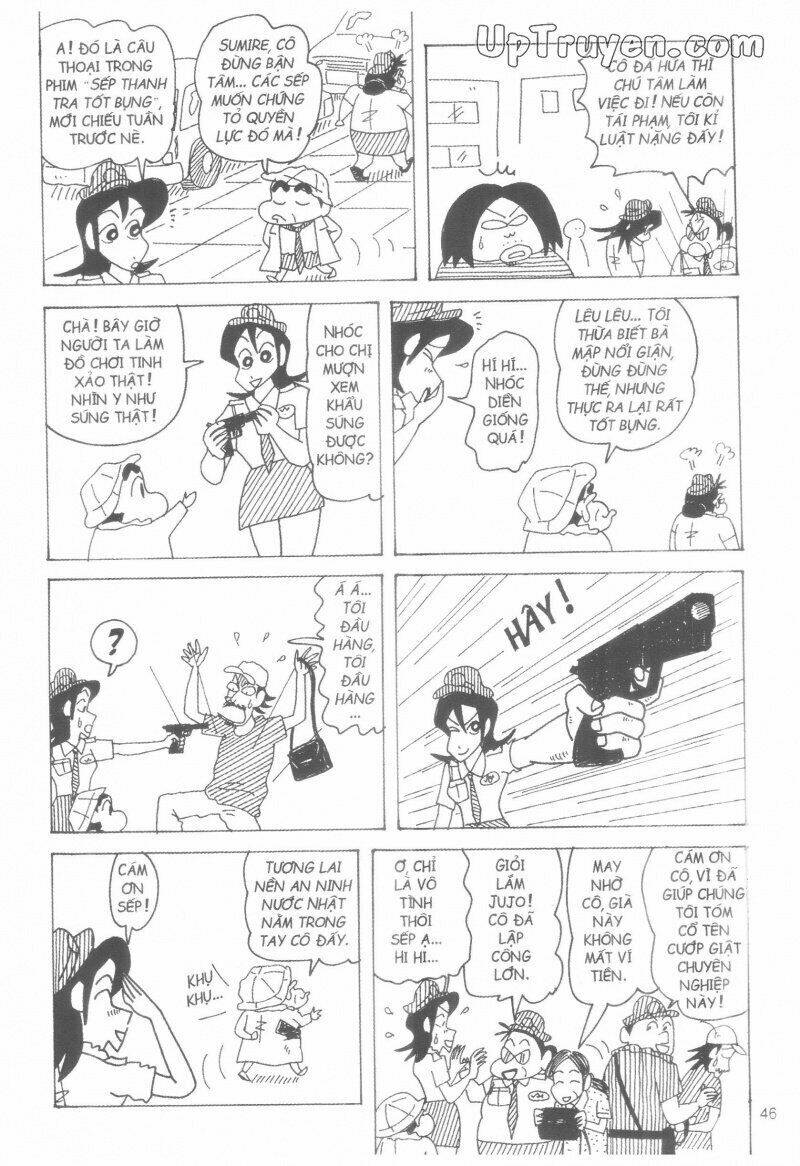 UpTruyen.com
A! ĐÓ LÀ CÂU
THOẠI TRONG
PHIM "SẾP THANH
TRA TỐT BỤNG",
MỚI CHIẾU TUẦN
TRƯỚC NÈ.
SUMIRE, CÔ
ĐỪNG BẬN
TÂM... CÁC SẾP
MUỐN CHỨNG
TỎ QUYỀN
LỰC ĐÓ MÀ!
CÔ ĐÃ HỨA THÌ
CHÚ TÂM LÀM
VIỆC ĐI! NẾU CÒN
TÁI PHẠM, TÔI KỈ
LUẬT NẶNG ĐẤY!
CHÀ! BÂY GIỜ
NGƯỜI TA LÀM
ĐỒ CHƠI TINH
XẢO THẬT!
NHÌN Y NHƯ
SÚNG THẬT!
NHÓC
CHO CHỊ
MƯỢN
XEM
KHẨU
SÚNG
ĐƯỢC
KHÔNG?
HÍ HÍ...
NHÓC
DIỄN
GIỐNG
QUÁ!
LÊU LÊU... TÔI
THỪA BIẾT BÀ
MẬP NỔI GIẬN,
ĐÙNG ĐÙNG
THẾ, NHƯNG
THỰC RA LẠI RẤT
TỐT BỤNG.
?
Á Á...
TÔI
ĐẦU
HÀNG,
TÔI
ĐẦU
HÀNG
...
HÂY!
CÁM
ƠN
SẾP!
KHỤ
KHỤ...
TƯƠNG LAI
NỀN AN NINH
NƯỚC NHẬT
NẰM TRONG
TAY CÔ ĐẤY.
Ơ, CHỈ
LÀ VÔ
TÌNH
THÔI
SẾP Ạ...
HI HI...
GIỎI
LẮM
JUJO!
CÔ ĐÃ
LẬP
CÔNG
LỚN.
MAY
NHỜ
CÔ, GIÀ
NÀY
KHÔNG
MẤT VÍ
TIỀN.
CÁM ƠN
CÔ, VÌ ĐÃ
GIÚP CHÚNG
TÔI TÓM
CỔ TÊN
CƯỚP GIẬT
CHUYÊN
NGHIỆP
NÀY!
46